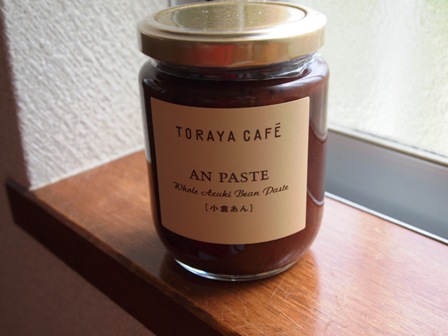 TORAYA CAFÉ
AN PASTE
Whole Azuki Bean Paste
[小倉あん]